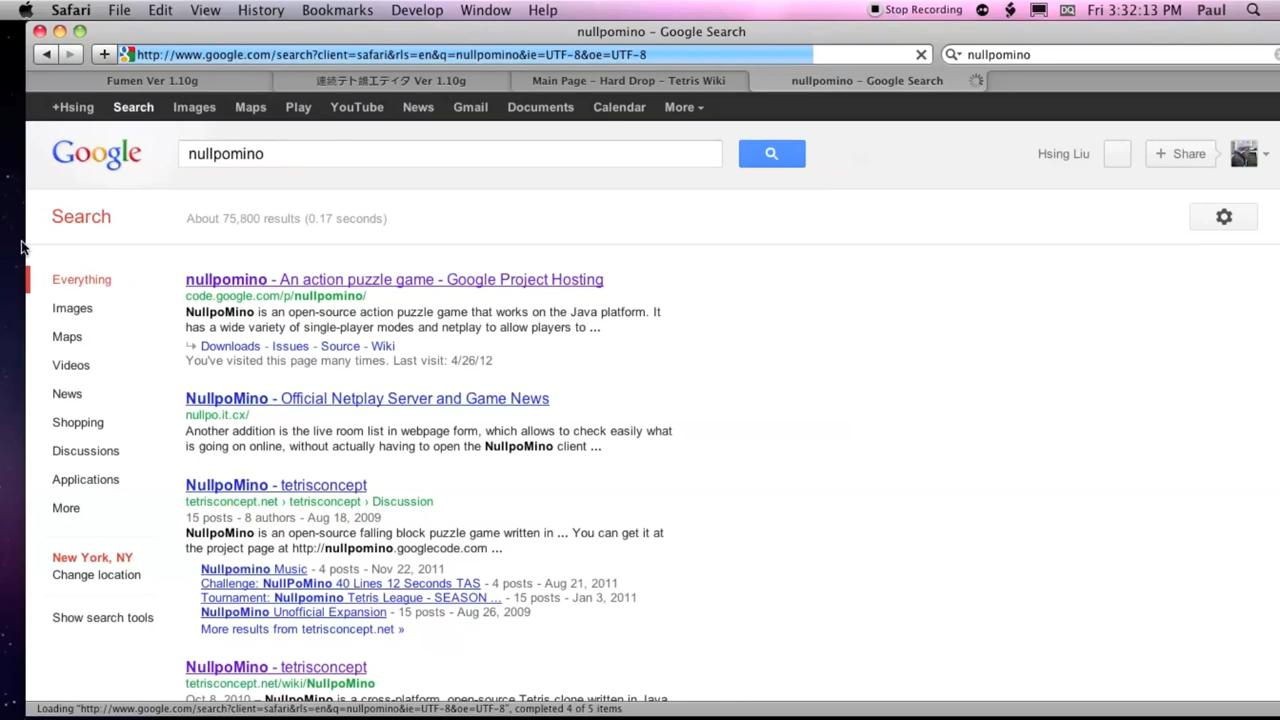 Safari File Edit View History Bookmarks Develop Window Help Stop Recording Fri 3:32:13 PM Paul
nullpomino - Google Search
http://www.google.com/search?client=safari&rls=en&q=nullpomino&ie=UTF-8&oe=UTF-8 nullpomino
Fumen Ver 1.10g 連続テト譜エディタ Ver 1.10g Main Page - Hard Drop - Tetris Wiki nullpomino - Google Search
+Hsing Search Images Maps Play YouTube News Gmail Documents Calendar More
Google nullpomino Hsing Liu + Share
Search About 75,800 results (0.17 seconds)
Everything
Images
Maps
Videos
News
Shopping
Discussions
Applications
More
New York, NY
Change location
Show search tools
nullpomino - An action puzzle game - Google Project Hosting
code.google.com/p/nullpomino/
NullpoMino is an open-source action puzzle game that works on the Java platform. It
has a wide variety of single-player modes and netplay to allow players to ...
Downloads - Issues - Source - Wiki
You've visited this page many times. Last visit: 4/26/12
NullpoMino - Official Netplay Server and Game News
nullpo.it.cx/
Another addition is the live room list in webpage form, which allows to check easily what
is going on online, without actually having to open the NullpoMino client ...
NullpoMino - tetrisconcept
tetrisconcept.net › tetrisconcept › Discussion
15 posts - 8 authors - Aug 18, 2009
NullpoMino is an open-source falling block puzzle game written in ... You can get it at
the project page at http://nullpomino.googlecode.com ...
Nullpomino Music - 4 posts - Nov 22, 2011
Challenge: NullPoMino 40 Lines 12 Seconds TAS - 4 posts - Aug 21, 2011
Tournament: Nullpomino Tetris League - SEASON ... - 15 posts - Jan 3, 2011
NullpoMino Unofficial Expansion - 15 posts - Aug 26, 2009
More results from tetrisconcept.net »
NullpoMino - tetrisconcept
tetrisconcept.net/wiki/NullpoMino
Oct 8, 2010 – NullpoMino is a cross-platform, open-source Tetris clone written in Java
Loading "http://www.google.com/search?client=safari&rls=en&q=nullpomino&ie=UTF-8&oe=UTF-8", completed 4 of 5 items